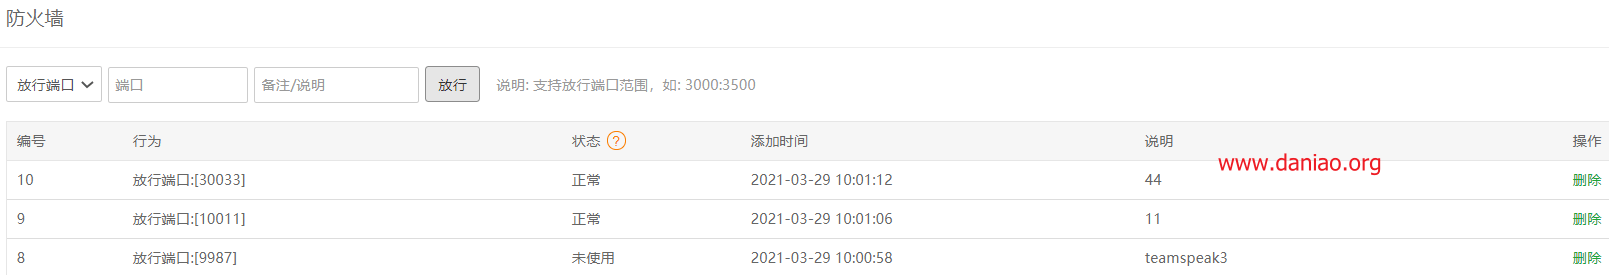 防火墙
放行端口 端口 备注/说明 放行 说明: 支持放行端口范围，如: 3000:3500
编号 行为 状态 ? 添加时间 说明 操作
www.daniao.org
10 放行端口:[30033] 正常 2021-03-29 10:01:12 44 删除
9 放行端口:[10011] 正常 2021-03-29 10:01:06 11 删除
8 放行端口:[9987] 未使用 2021-03-29 10:00:58 teamspeak3 删除